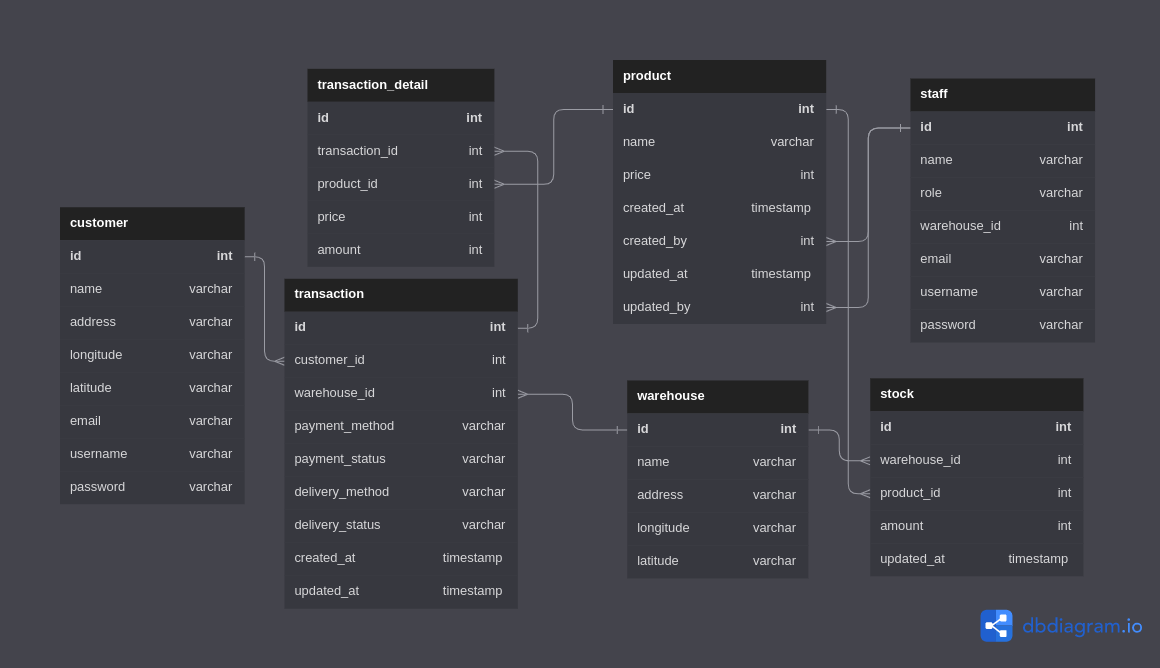 transaction_detail
id int
transaction_id int
product_id int
price int
amount int
product
id int
name varchar
price int
created_at timestamp
created_by int
updated_at timestamp
updated_by int
staff
id int
name varchar
role varchar
warehouse_id int
email varchar
username varchar
password varchar
customer
id int
name varchar
address varchar
longitude varchar
latitude varchar
email varchar
username varchar
password varchar
transaction
id int
customer_id int
warehouse_id int
payment_method varchar
payment_status varchar
delivery_method varchar
delivery_status varchar
created_at timestamp
updated_at timestamp
warehouse
id int
name varchar
address varchar
longitude varchar
latitude varchar
stock
id int
warehouse_id int
product_id int
amount int
updated_at timestamp
dbdiagram.io